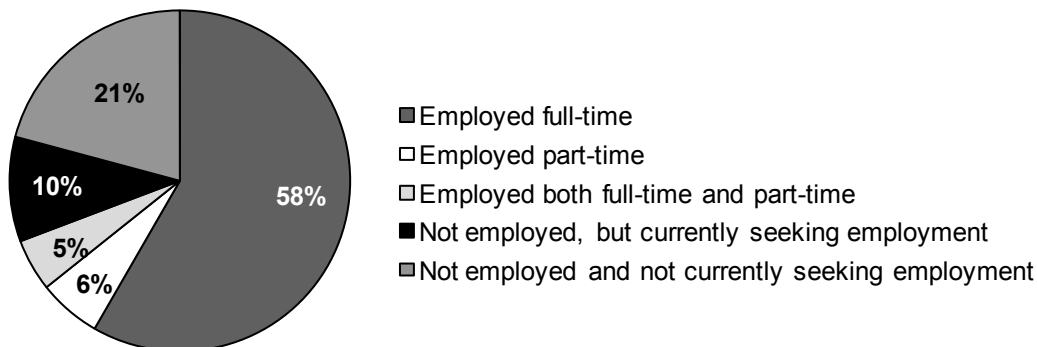 21%
10%
5%
6%
58%
Employed full-time
Employed part-time
Employed both full-time and part-time
Not employed, but currently seeking employment
Not employed and not currently seeking employment